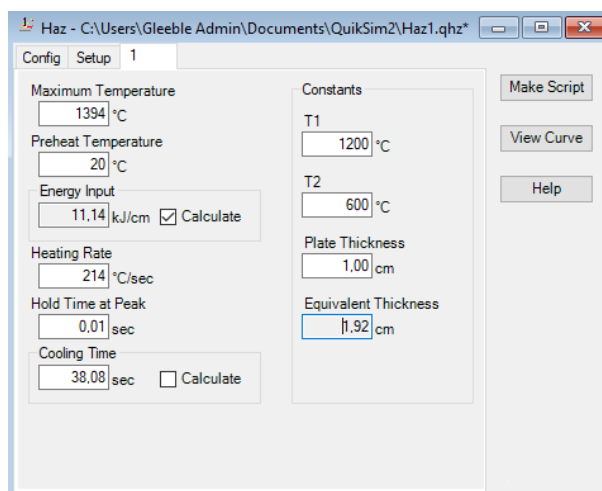 Haz - C:\Users\Gleeble Admin\Documents\QuikSim2\Haz1.qhz*
Config Setup 1
Maximum Temperature
1394 °C
Preheat Temperature
20 °C
Energy Input
11,14 kJ/cm Calculate
Heating Rate
214 °C/sec
Hold Time at Peak
0,01 sec
Cooling Time
38,08 sec Calculate
Constants
T1
1200 °C
T2
600 °C
Plate Thickness
1,00 cm
Equivalent Thickness
1,92 cm
Make Script
View Curve
Help